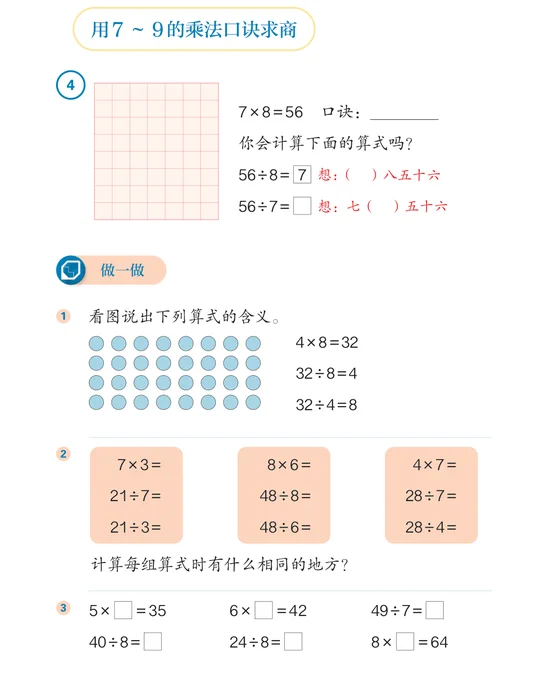 用7～9的乘法口诀求商
4
7×8=56 口诀：________
你会计算下面的算式吗？
56÷8=7 想：（ ）八五十六
56÷7=□ 想：七（ ）五十六
做一做
1 看图说出下列算式的含义。
4×8=32
32÷8=4
32÷4=8
2
7×3= 8×6= 4×7=
21÷7= 48÷8= 28÷7=
21÷3= 48÷6= 28÷4=
计算每组算式时有什么相同的地方？
3 5×□=35 6×□=42 49÷7=□
40÷8=□ 24÷8=□ 8×□=64